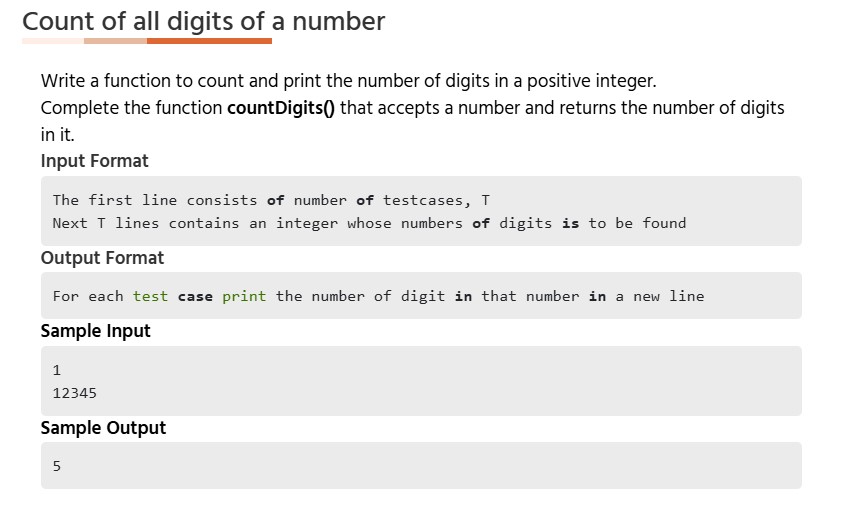 Count of all digits of a number
Write a function to count and print the number of digits in a positive integer.
Complete the function countDigits() that accepts a number and returns the number of digits
in it.
Input Format
The first line consists of number of testcases, T
Next T lines contains an integer whose numbers of digits is to be found
Output Format
For each test case print the number of digit in that number in a new line
Sample Input
1
12345
Sample Output
5